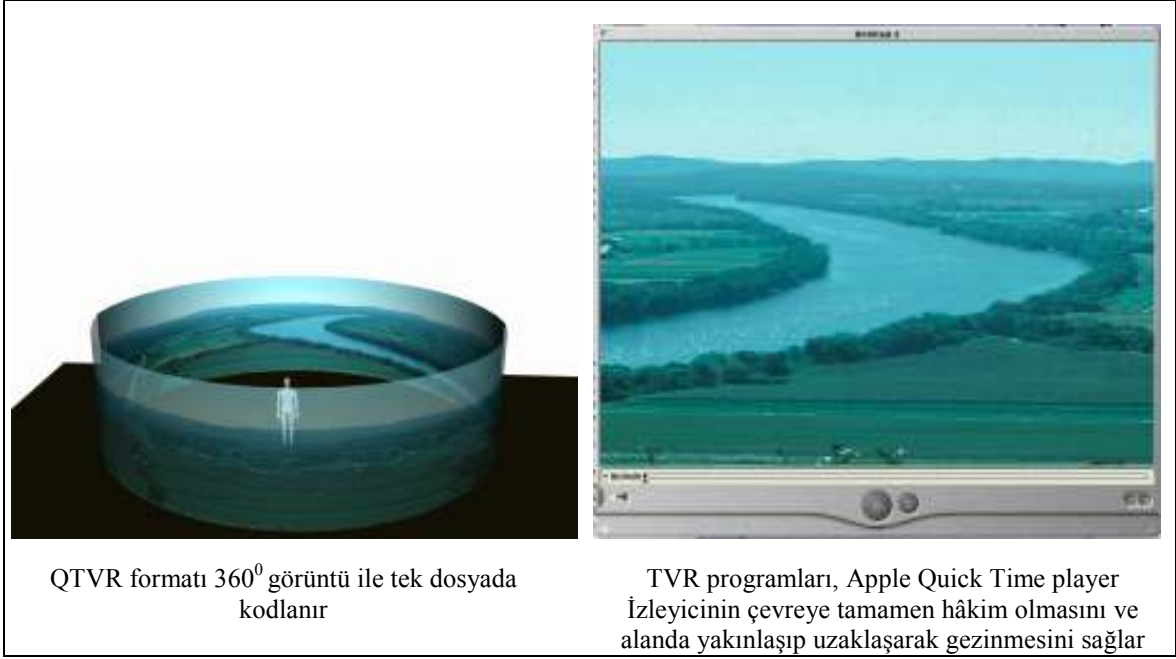 QTVR formatı 360⁰ görüntü ile tek dosyada
kodlanır
TVR programları, Apple Quick Time player
İzleyicinin çevreye tamamen hâkim olmasını ve
alanda yakınlaşıp uzaklaşarak gezinmesini sağlar